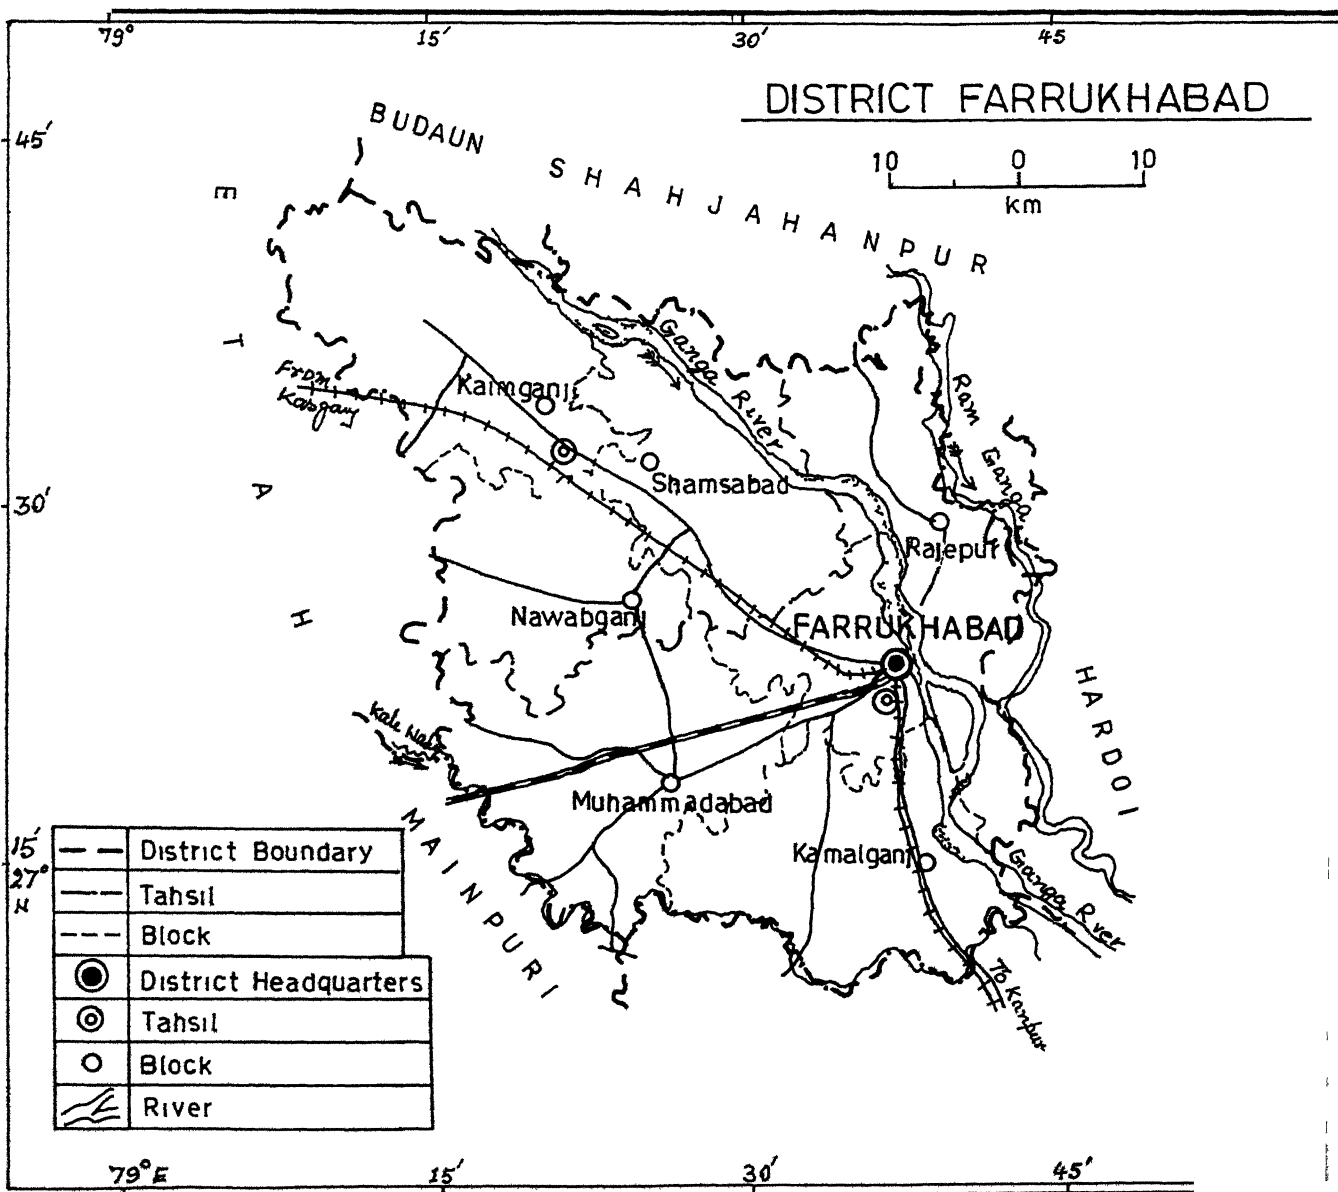 79° 15' 30' 45
DISTRICT FARRUKHABAD
BUDAUN
45'
SHAHJAHANPUR
10 0 10
km
ETAH
Ganga River
From
Kasganj
Kaimganj
Ram Ganga
Shamsabad
30'
Rajepur
Nawabganj
FARRUKHABAD
HARDOI
Kali Nadi
Muhammadabad
MAINPURI
15'
27°
N
Kamalganj
Ganga River
To Kanpur
District Boundary
Tahsil
Block
District Headquarters
Tahsil
Block
River
79° E 15' 30' 45'